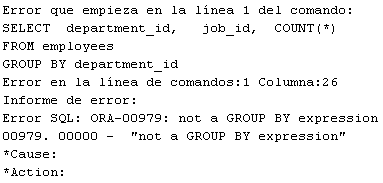 Error que empieza en la línea 1 del comando:
SELECT department_id, job_id, COUNT(*)
FROM employees
GROUP BY department_id
Error en la línea de comandos:1 Columna:26
Informe de error:
Error SQL: ORA-00979: not a GROUP BY expression
00979. 00000 - "not a GROUP BY expression"
*Cause:
*Action: